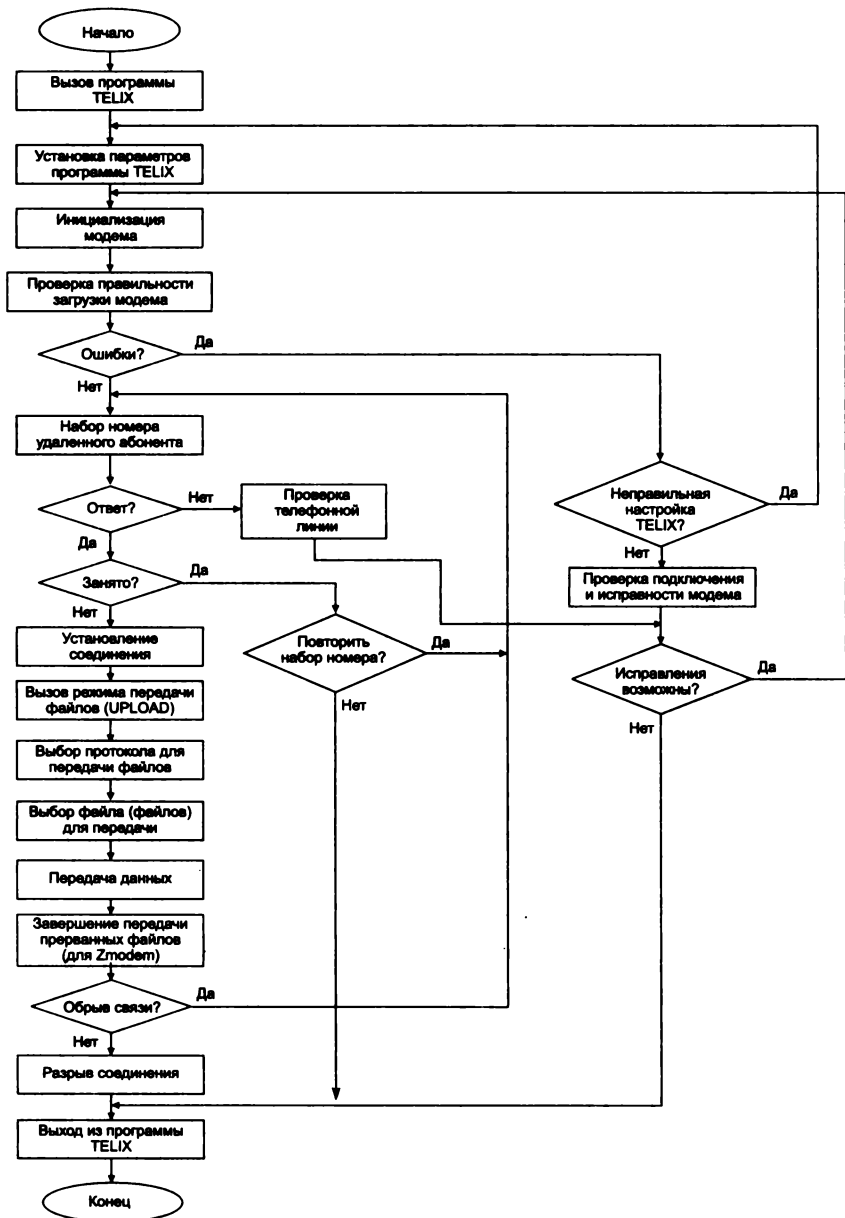 Начало
Вызов программы
TELIX
Установка параметров
программы TELIX
Инициализация
модема
Проверка правильности
загрузки модема
Ошибки?
Да
Нет
Набор номера
удаленного абонента
Ответ?
Нет
Да
Проверка
телефонной
линии
Неправильная
настройка
TELIX?
Да
Нет
Проверка подключения
и исправности модема
Занято?
Да
Нет
Повторить
набор номера?
Да
Нет
Исправления
возможны?
Да
Нет
Установление
соединения
Вызов режима передачи
файлов (UPLOAD)
Выбор протокола для
передачи файлов
Выбор файла (файлов)
для передачи
Передача данных
Завершение передачи
прерванных файлов
(для Zmodem)
Обрыв связи?
Да
Нет
Разрыв соединения
Выход из программы
TELIX
Конец